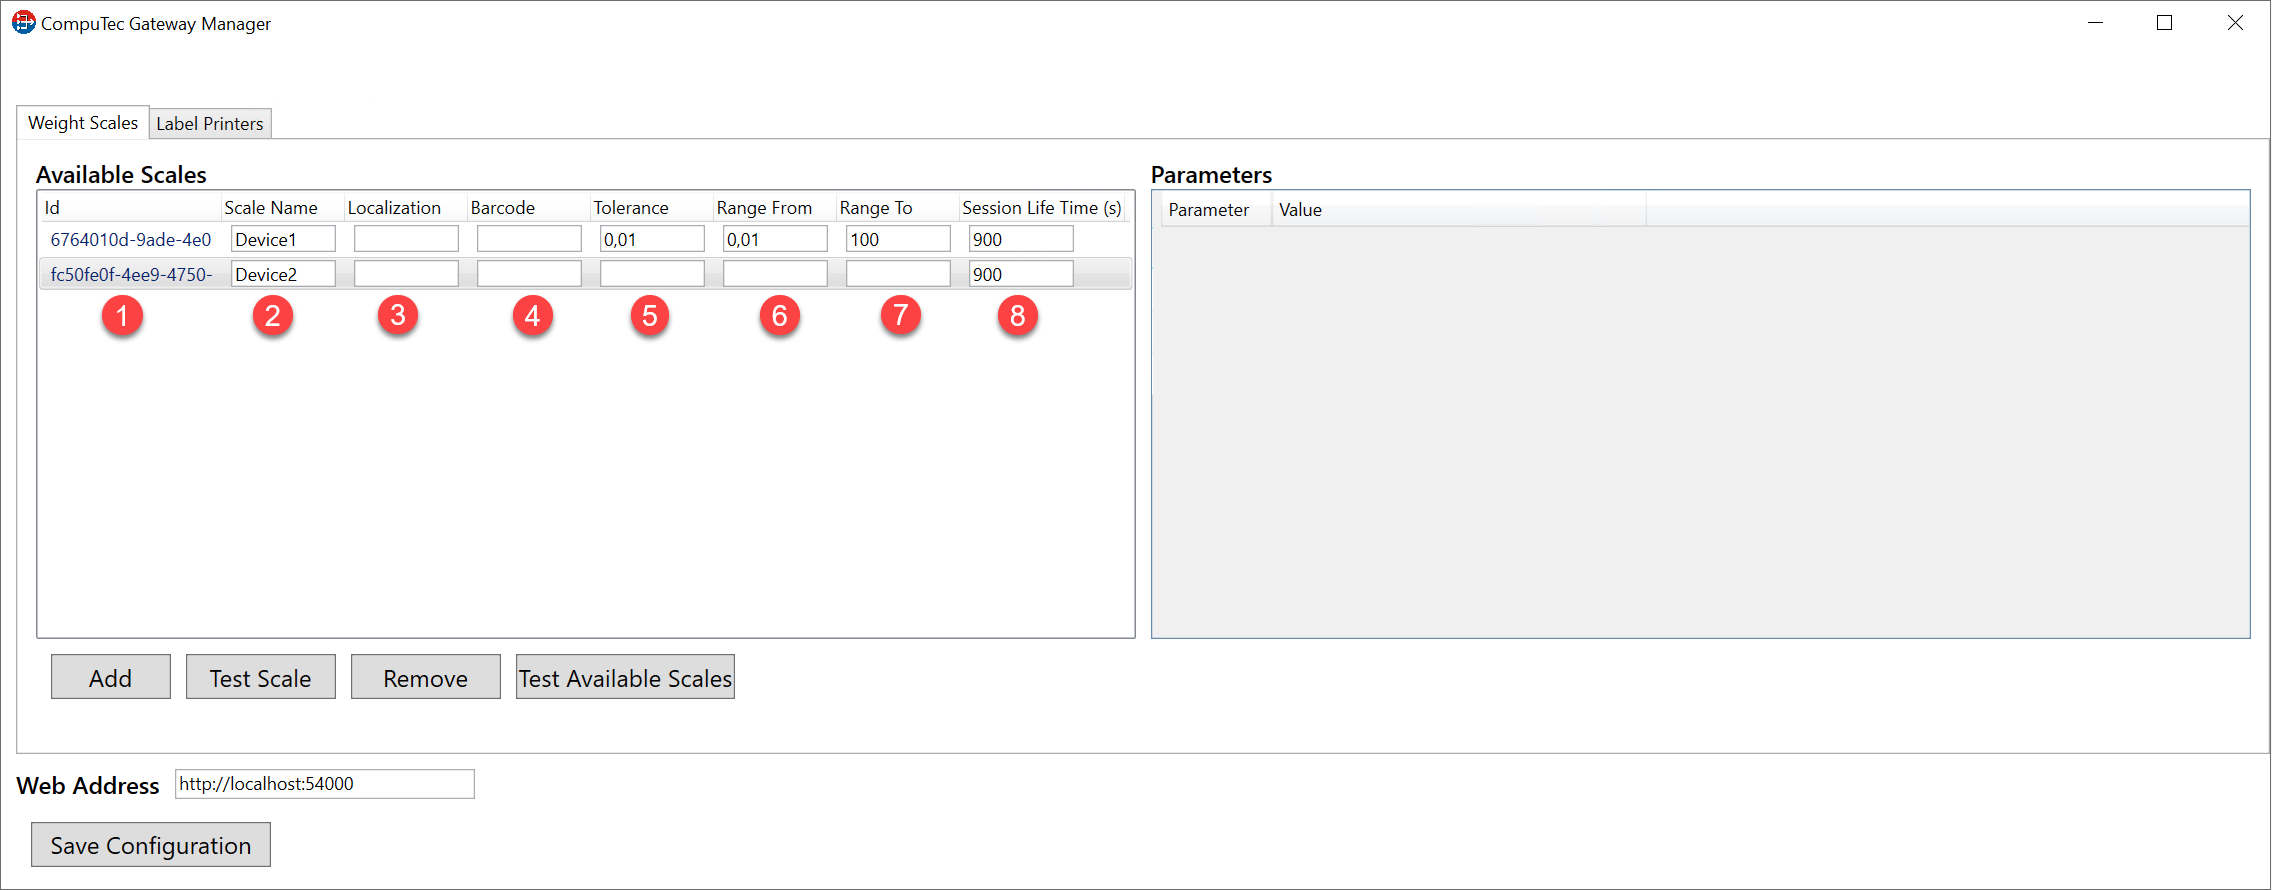 CompuTec Gateway Manager
Weight Scales Label Printers
Available Scales
Id Scale Name Localization Barcode Tolerance Range From Range To Session Life Time (s)
6764010d-9ade-4e0 Device1 0,01 0,01 100 900
fc50fe0f-4ee9-4750- Device2 900
1 2 3 4 5 6 7 8
Parameters
Parameter Value
Add Test Scale Remove Test Available Scales
Web Address http://localhost:54000
Save Configuration